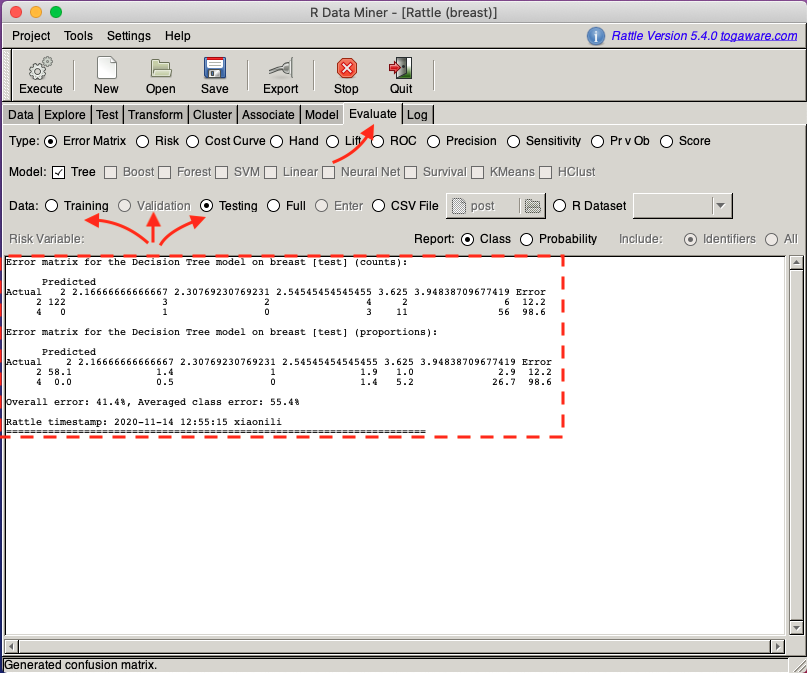 R Data Miner - [Rattle (breast)]
Project Tools Settings Help Rattle Version 5.4.0 togaware.com
Execute New Open Save Export Stop Quit
Data Explore Test Transform Cluster Associate Model Evaluate Log
Type: Error Matrix Risk Cost Curve Hand Lift ROC Precision Sensitivity Pr v Ob Score
Model: Tree Boost Forest SVM Linear Neural Net Survival KMeans HClust
Data: Training Validation Testing Full Enter CSV File post R Dataset
Risk Variable: Report: Class Probability Include: Identifiers All
Error matrix for the Decision Tree model on breast [test] (counts):
Predicted
Actual 2 2.16666666666667 2.30769230769231 2.54545454545455 3.625 3.94838709677419 Error
2 122 3 2 4 2 6 12.2
4 0 1 0 3 11 56 98.6
Error matrix for the Decision Tree model on breast [test] (proportions):
Predicted
Actual 2 2.16666666666667 2.30769230769231 2.54545454545455 3.625 3.94838709677419 Error
2 58.1 1.4 1 1.9 1.0 2.9 12.2
4 0.0 0.5 0 1.4 5.2 26.7 98.6
Overall error: 41.4%, Averaged class error: 55.4%
Rattle timestamp: 2020-11-14 12:55:15 xiaonili
======================================================================
Generated confusion matrix.